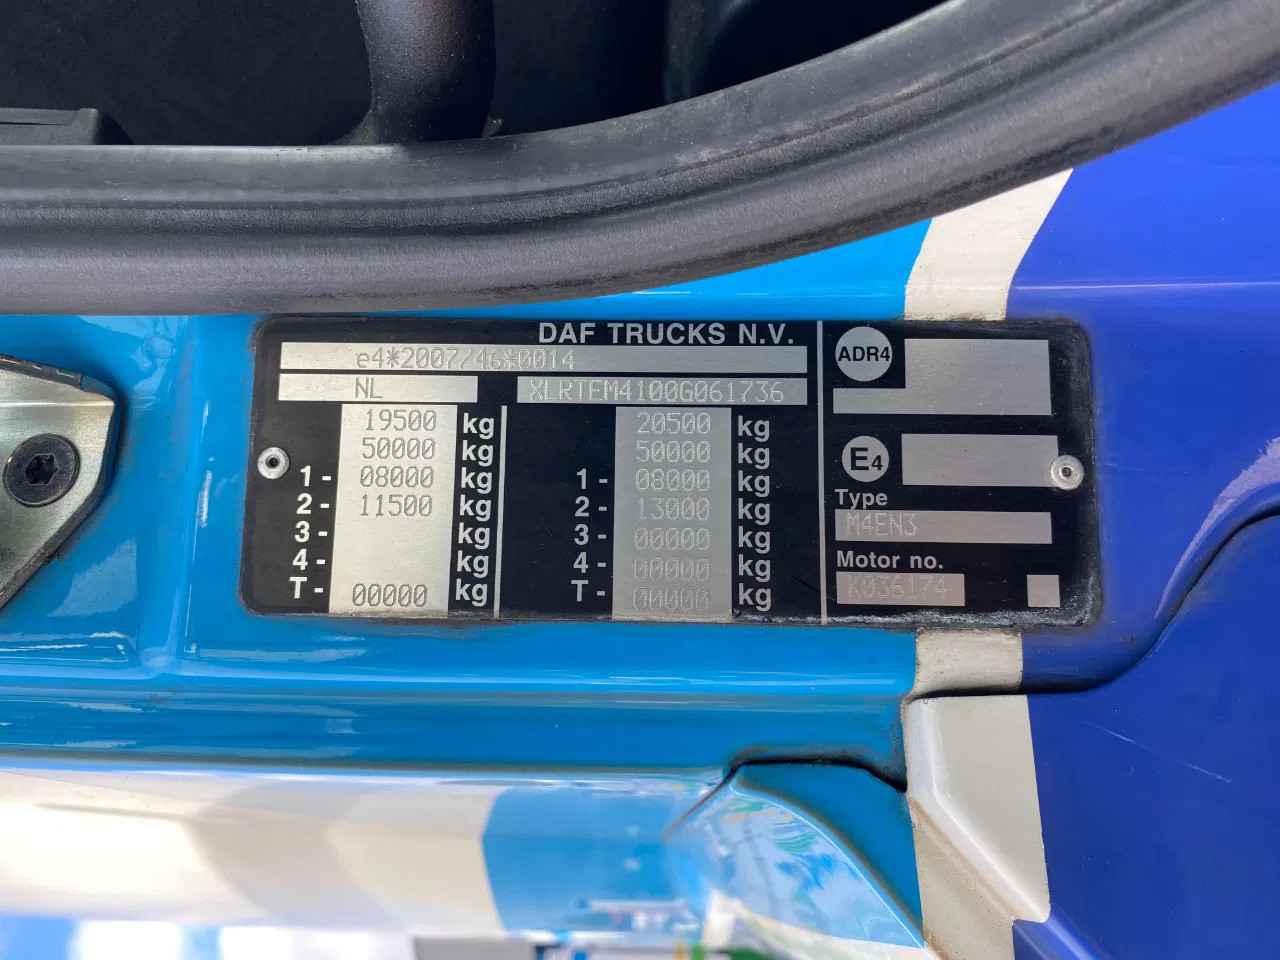 DAF TRUCKS N.V.
e4*2007/46*0014
NL XLRTEM4100G061736
19500 kg 20500 kg
50000 kg 50000 kg
1- 08000 kg 1- 08000 kg
2- 11500 kg 2- 13000 kg
3- kg 3- 00000 kg
4- kg 4- 00000 kg
T- 00000 kg T- 00000 kg
ADR4
E4
Type
M4EN3
Motor no.
K036174